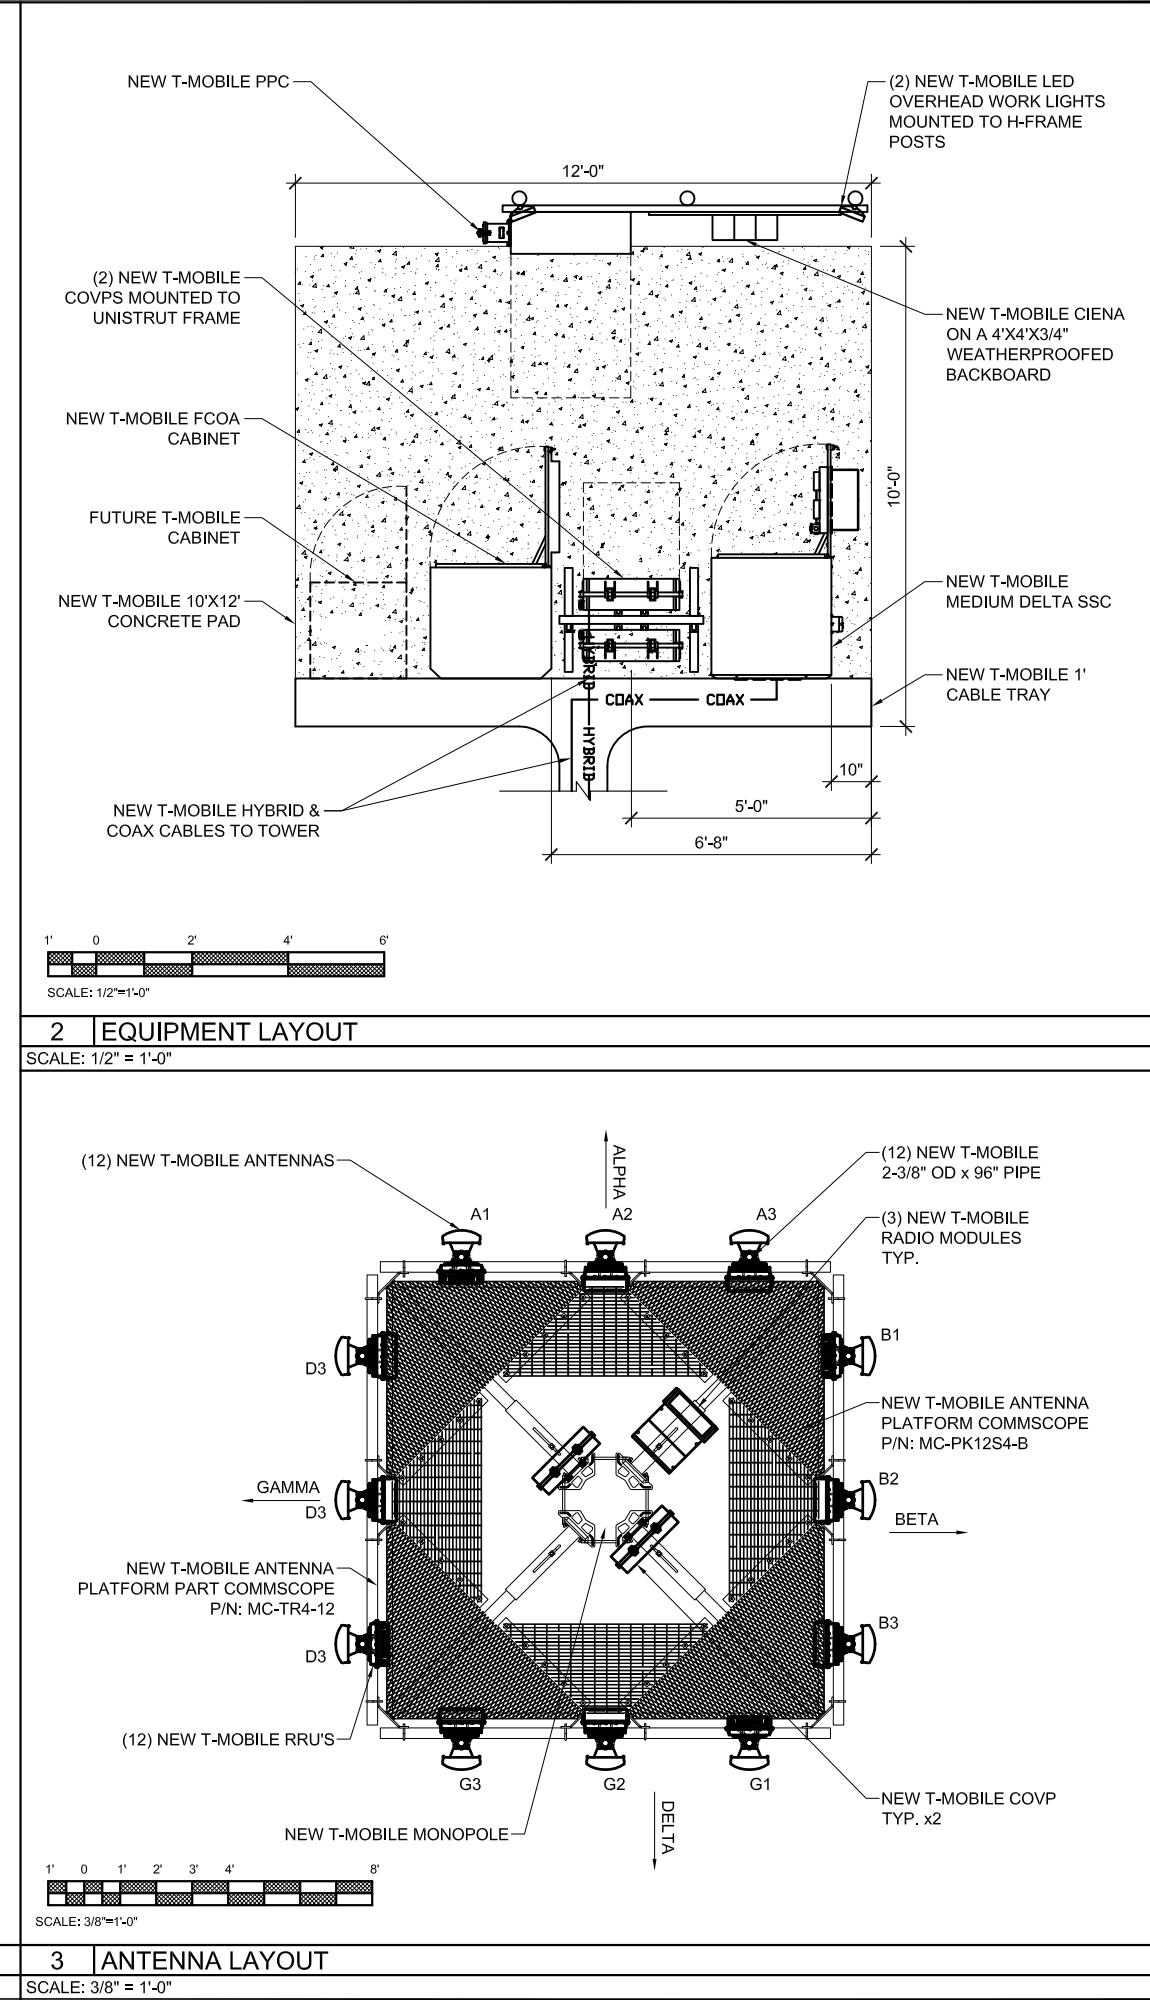 NEW T-MOBILE PPC
(2) NEW T-MOBILE LED
OVERHEAD WORK LIGHTS
MOUNTED TO H-FRAME
POSTS
12'-0"
(2) NEW T-MOBILE
COVPS MOUNTED TO
UNISTRUT FRAME
NEW T-MOBILE CIENA
ON A 4'X4'X3/4"
WEATHERPROOFED
BACKBOARD
NEW T-MOBILE FCOA
CABINET
10'-0"
FUTURE T-MOBILE
CABINET
NEW T-MOBILE
MEDIUM DELTA SSC
NEW T-MOBILE 10'X12'
CONCRETE PAD
HYBRID
NEW T-MOBILE 1'
CABLE TRAY
COAX
COAX
HYBRID
10"
NEW T-MOBILE HYBRID &
COAX CABLES TO TOWER
5'-0"
6'-8"
1' 0 2' 4' 6'
SCALE: 1/2"=1'-0"
2 EQUIPMENT LAYOUT
SCALE: 1/2" = 1'-0"
(12) NEW T-MOBILE ANTENNAS
ALPHA
(12) NEW T-MOBILE
2-3/8" OD x 96" PIPE
A1
A2
A3
(3) NEW T-MOBILE
RADIO MODULES
TYP.
B1
D3
NEW T-MOBILE ANTENNA
PLATFORM COMMSCOPE
P/N: MC-PK12S4-B
GAMMA
D3
B2
BETA
NEW T-MOBILE ANTENNA
PLATFORM PART COMMSCOPE
P/N: MC-TR4-12
B3
D3
(12) NEW T-MOBILE RRU'S
G3
G2
G1
NEW T-MOBILE COVP
TYP. x2
DELTA
NEW T-MOBILE MONOPOLE
1' 0 1' 2' 3' 4' 8'
SCALE: 3/8"=1'-0"
3 ANTENNA LAYOUT
SCALE: 3/8" = 1'-0"